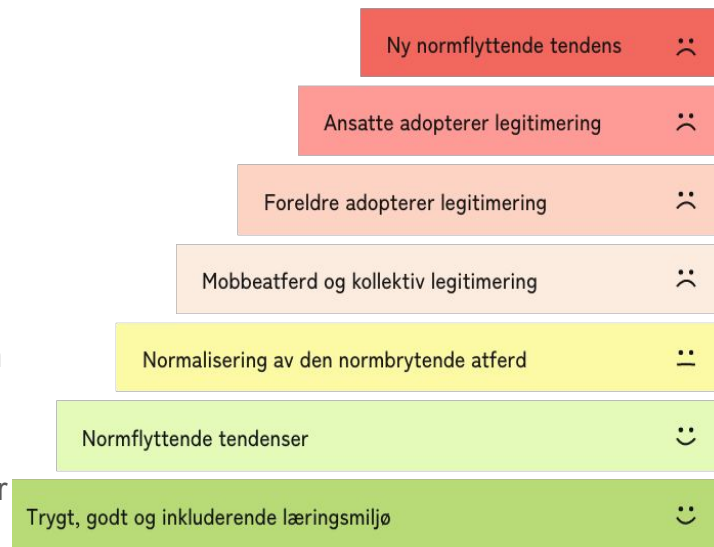 Ny normflyttende tendens
Ansatte adopterer legitimering
Foreldre adopterer legitimering
Mobbeatferd og kollektiv legitimering
Normalisering av den normbrytende atferd
Normflyttende tendenser
r
Trygt, godt og inkluderende læringsmiljø